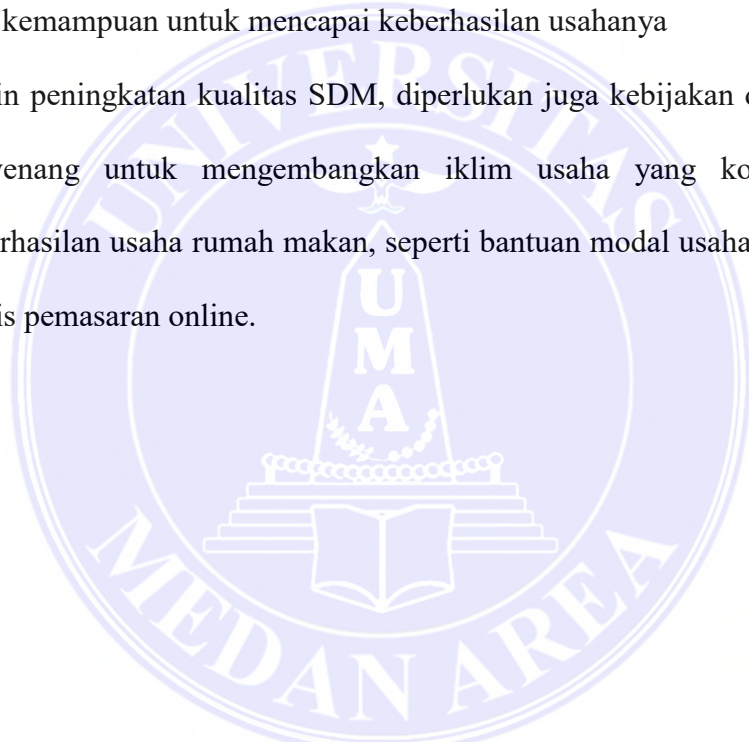 kemampuan untuk mencapai keberhasilan usahanya
in peningkatan kualitas SDM, diperlukan juga kebijakan
venang untuk mengembangkan iklim usaha yang ko
rhasilan usaha rumah makan, seperti bantuan modal usaha
is pemasaran online.
UNIVERSITAS
UMA
MEDAN AREA